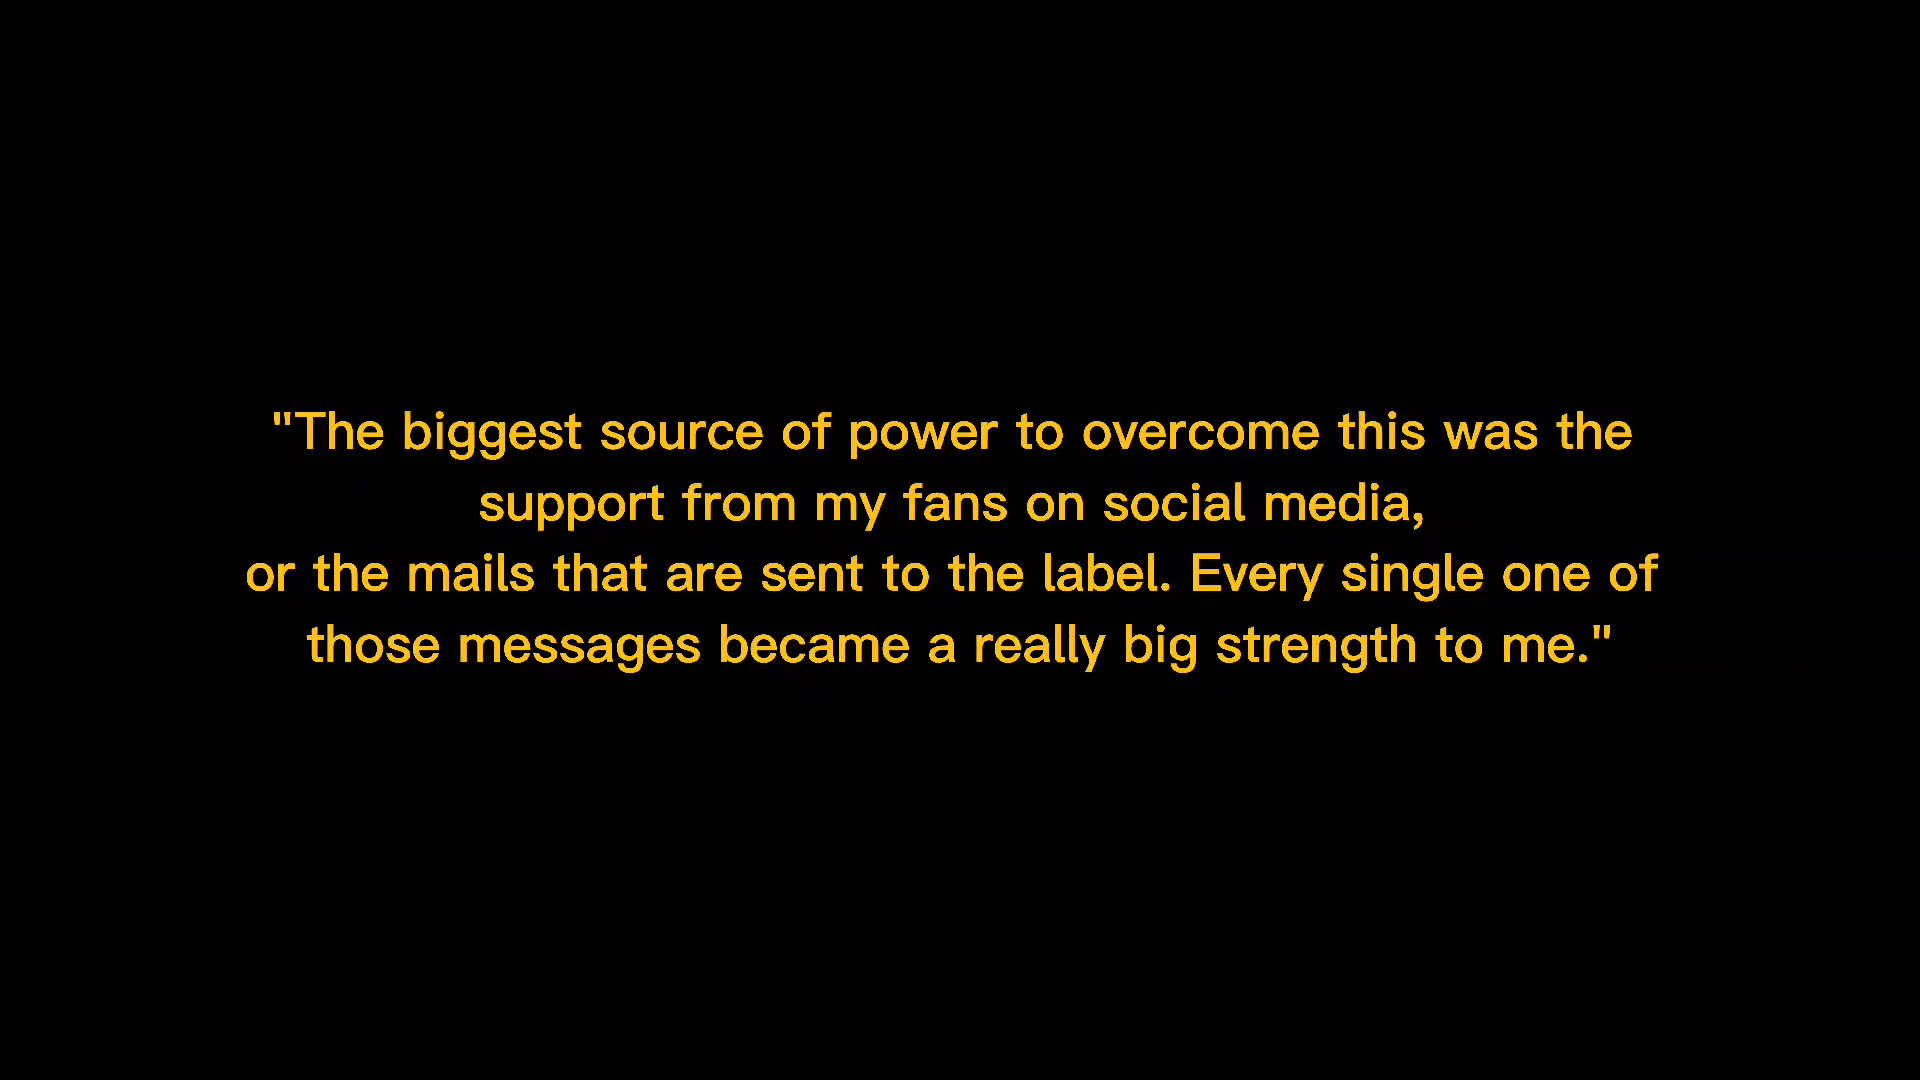 "The biggest source of power to overcome this was the
support from my fans on social media,
or the mails that are sent to the label. Every single one of
those messages became a really big strength to me."